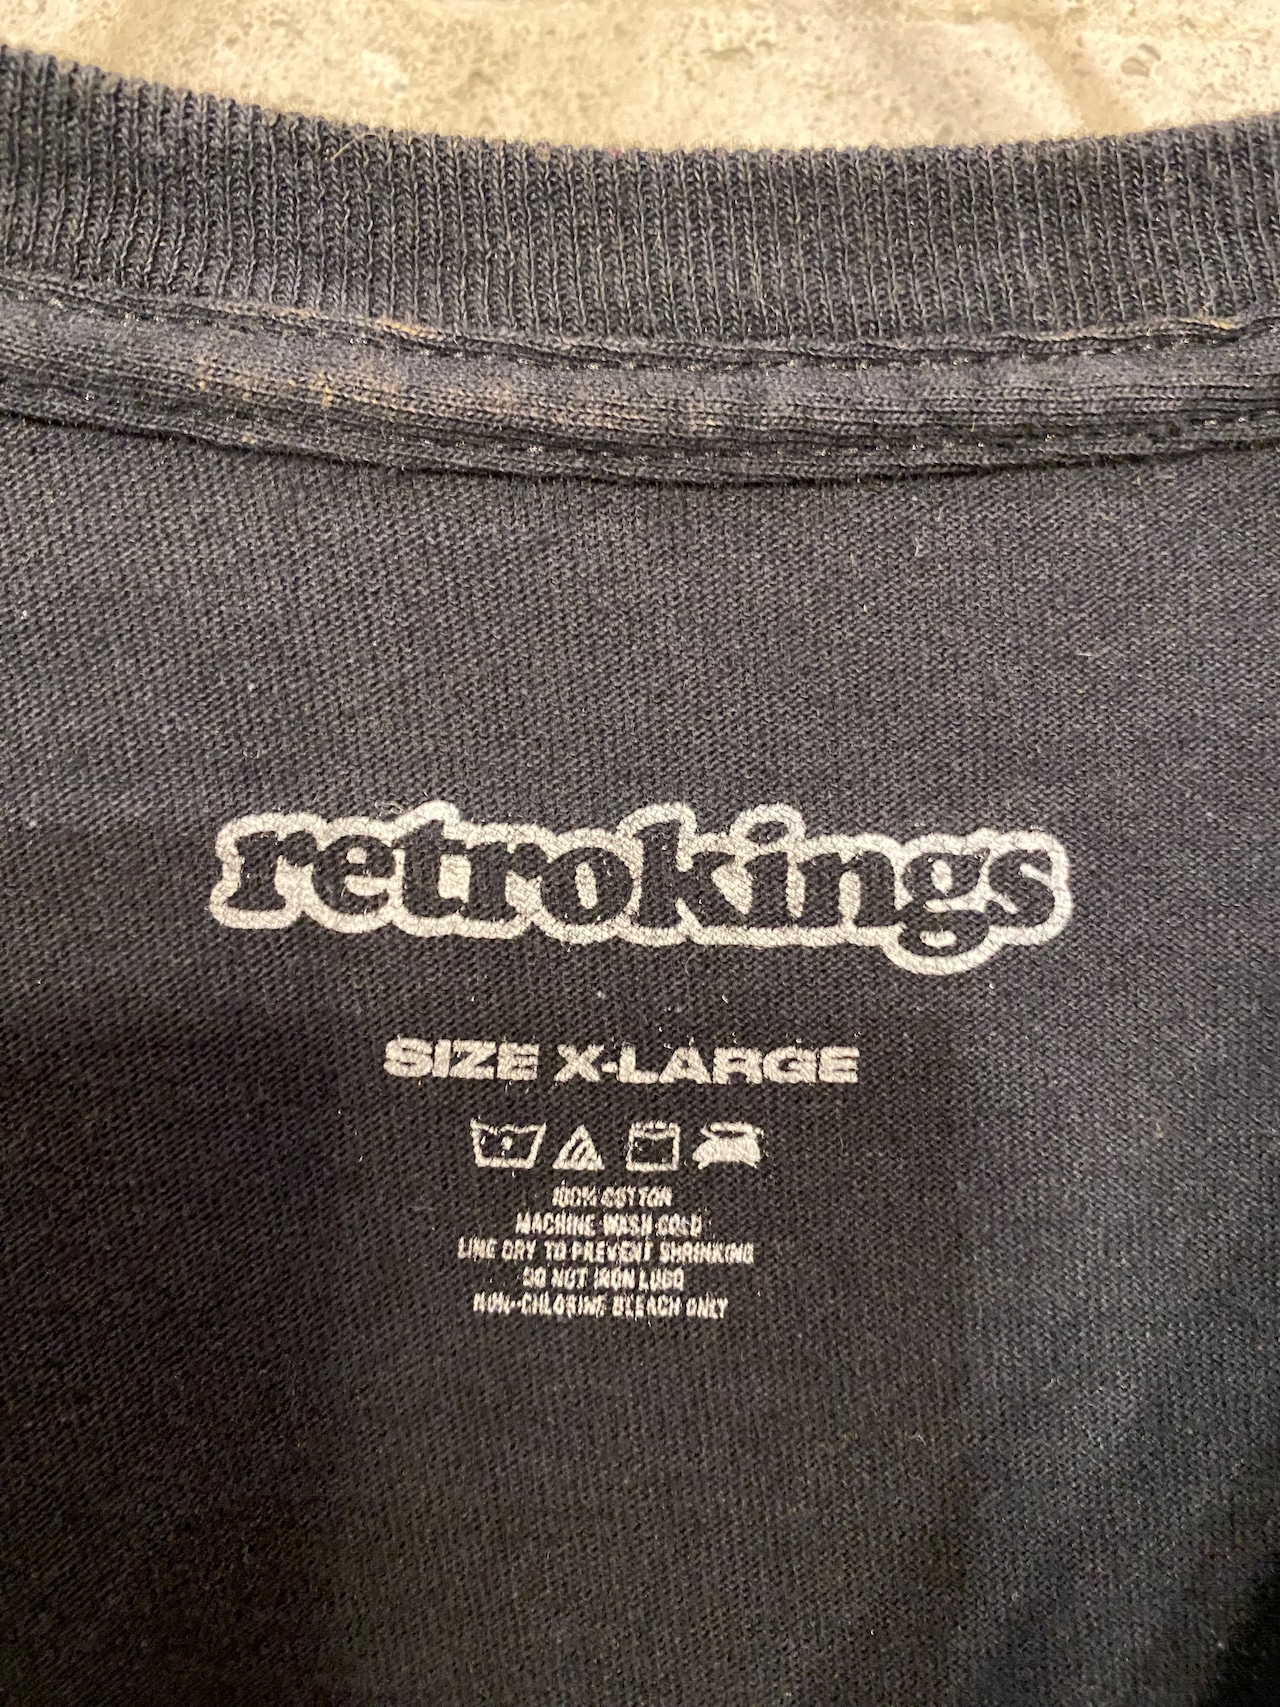 retrokings
SIZE X-LARGE
100% COTTON
MACHINE WASH COLD
LINE DRY TO PREVENT SHRINKING
DO NOT IRON LOGO
NON-CHLORINE BLEACH ONLY